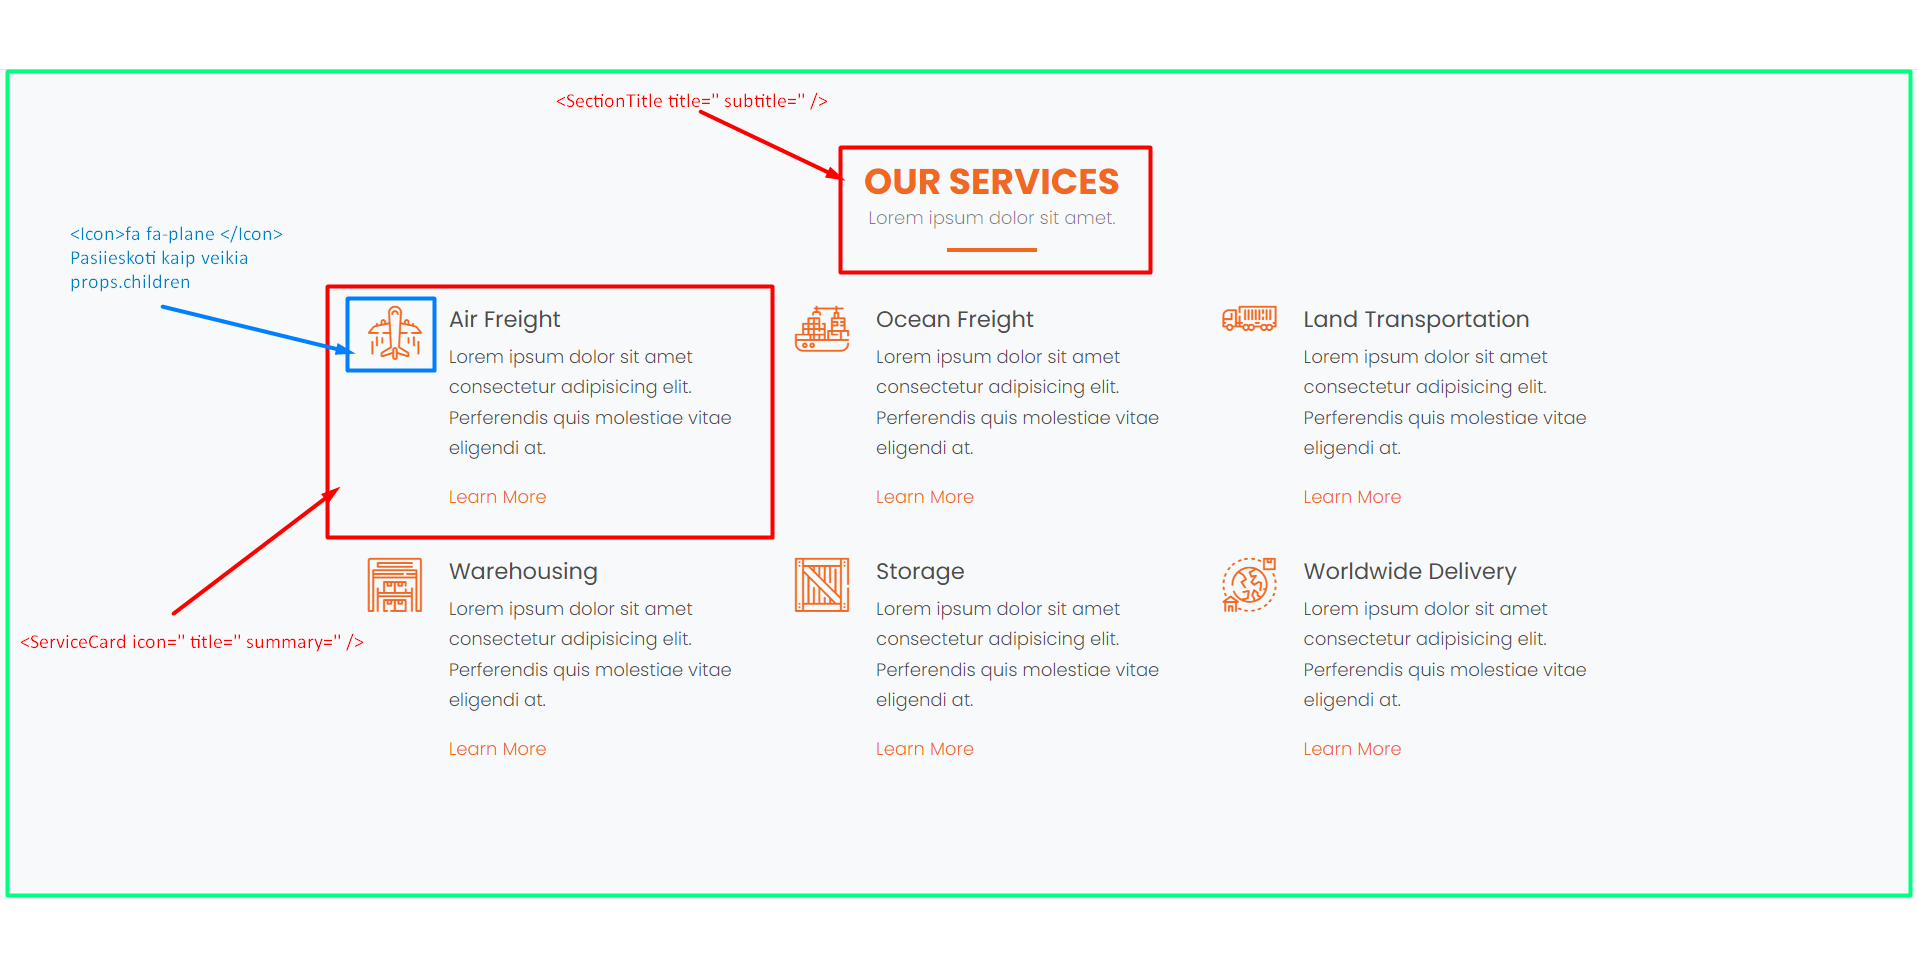 <SectionTitle title='' subtitle='' />
OUR SERVICES
Lorem ipsum dolor sit amet.
<Icon>fa fa-plane </Icon>
Pasiieskoti kaip veikia
props.children
Air Freight
Lorem ipsum dolor sit amet
consectetur adipisicing elit.
Perferendis quis molestiae vitae
eligendi at.
Learn More
Ocean Freight
Lorem ipsum dolor sit amet
consectetur adipisicing elit.
Perferendis quis molestiae vitae
eligendi at.
Learn More
Land Transportation
Lorem ipsum dolor sit amet
consectetur adipisicing elit.
Perferendis quis molestiae vitae
eligendi at.
Learn More
<ServiceCard icon='' title='' summary='' />
Warehousing
Lorem ipsum dolor sit amet
consectetur adipisicing elit.
Perferendis quis molestiae vitae
eligendi at.
Learn More
Storage
Lorem ipsum dolor sit amet
consectetur adipisicing elit.
Perferendis quis molestiae vitae
eligendi at.
Learn More
Worldwide Delivery
Lorem ipsum dolor sit amet
consectetur adipisicing elit.
Perferendis quis molestiae vitae
eligendi at.
Learn More